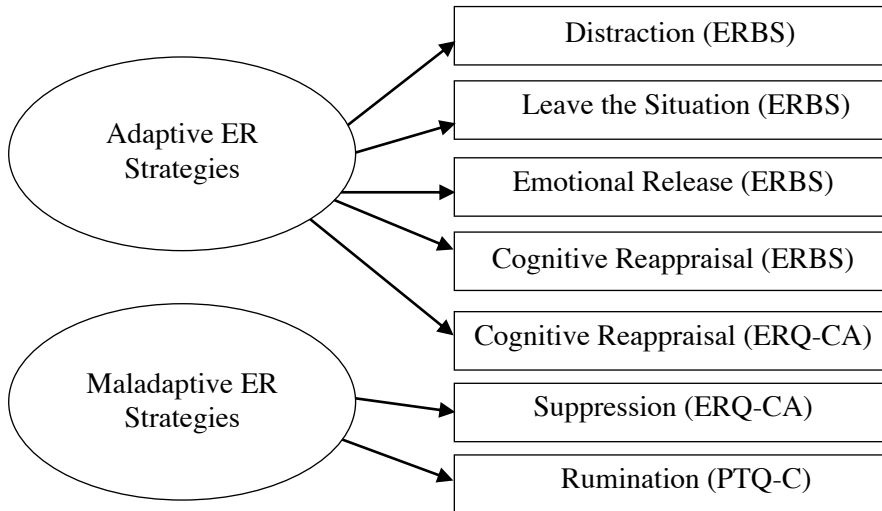 Distraction (ERBS)
Leave the Situation (ERBS)
Adaptive ER
Strategies
Emotional Release (ERBS)
Cognitive Reappraisal (ERBS)
Cognitive Reappraisal (ERQ-CA)
Maladaptive ER
Strategies
Suppression (ERQ-CA)
Rumination (PTQ-C)